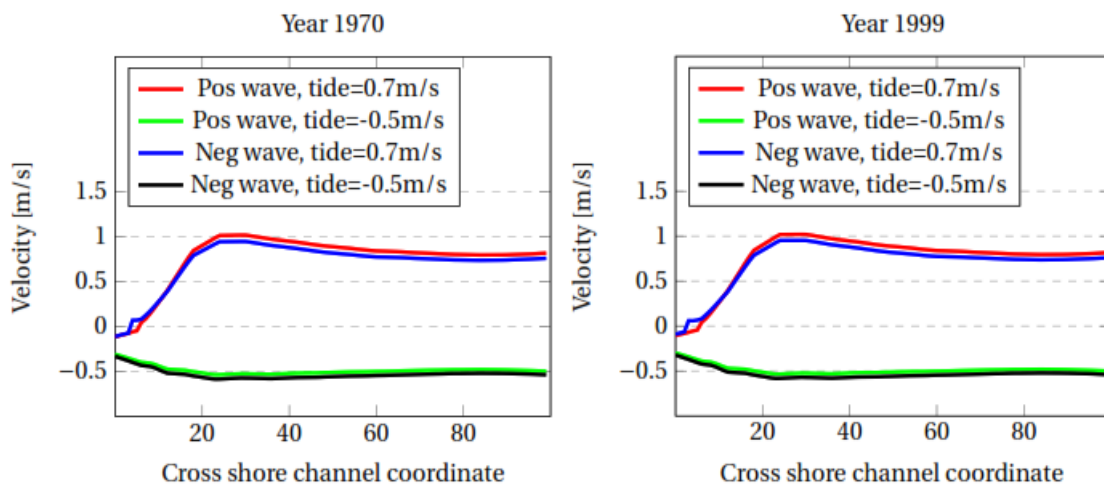 Year 1970
Pos wave, tide=0.7m/s
Pos wave, tide=-0.5m/s
Neg wave, tide=0.7m/s
Neg wave, tide=-0.5m/s
1.5
1
0.5
0
−0.5
Velocity [m/s]
20 40 60 80
Cross shore channel coordinate
Year 1999
Pos wave, tide=0.7m/s
Pos wave, tide=-0.5m/s
Neg wave, tide=0.7m/s
Neg wave, tide=-0.5m/s
1.5
1
0.5
0
−0.5
Velocity [m/s]
20 40 60 80
Cross shore channel coordinate